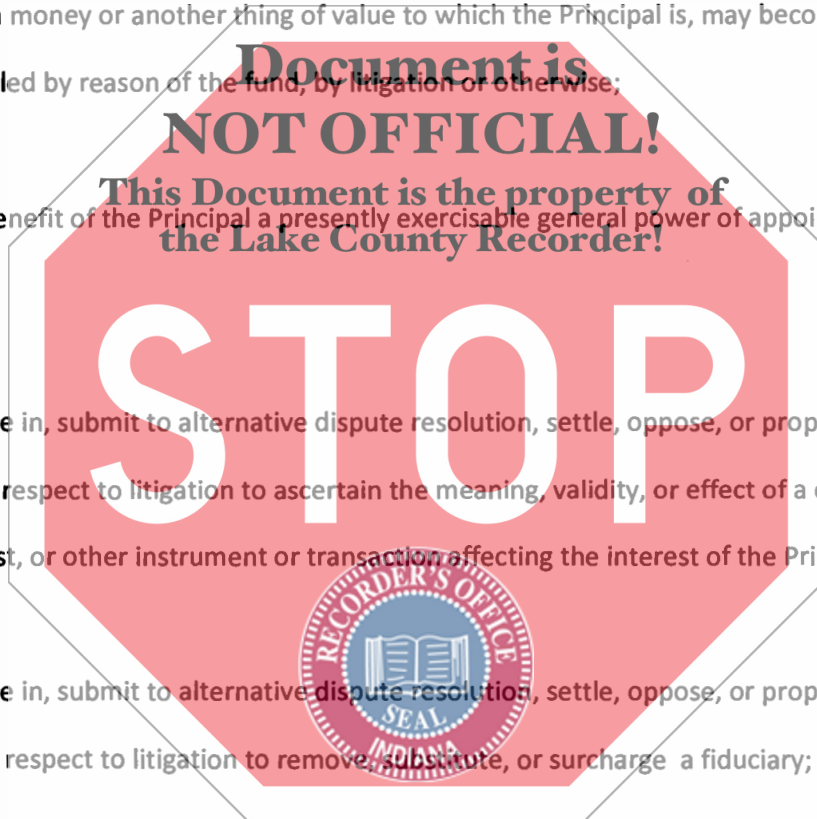 money or another thing of value to which the Principal is, may beco
Document is
led by reason of the fund, by litigation or otherwise;
NOT OFFICIAL!
This Document is the property of
enefit of the Principal a presently exercisable general power of appoi
the Lake County Recorder!
STOP
e in, submit to alternative dispute resolution, settle, oppose, or prop
respect to litigation to ascertain the meaning, validity, or effect of a
st, or other instrument or transaction affecting the interest of the Pri
RECORDER'S OFFICE
e in, submit to alternative dispute resolution, settle, oppose, or prop
SEAL
INDIANA
respect to litigation to remove, substitute, or surcharge a fiduciary;